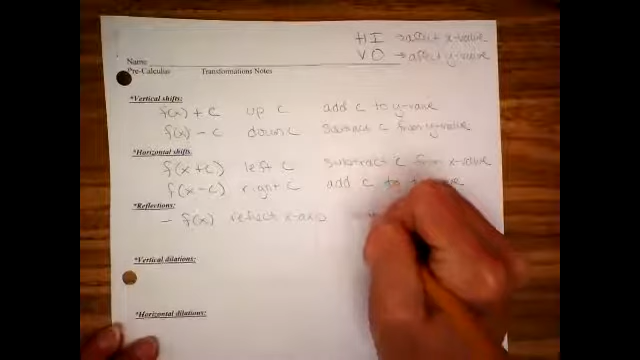 HI → affect x-value
VO → affect y-value
Name
Pre-Calculus Transformations Notes
*Vertical shifts:
f(x) + c up c add c to y-value
f(x) - c down c subtract c from y-value
*Horizontal shifts:
f(x+c) left c subtract c from x-value
f(x-c) right c add c to
*Reflections:
- f(x) reflect x-axis
*Vertical dilations:
*Horizontal dilations: